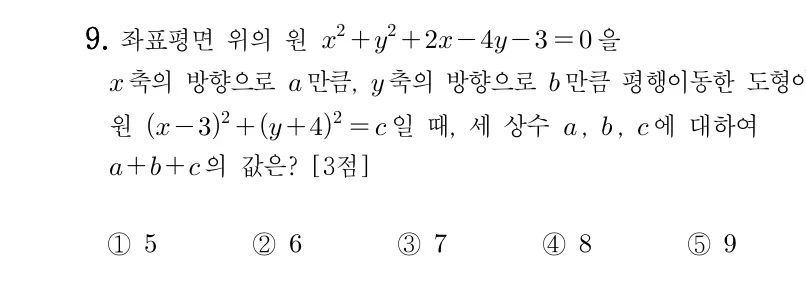 9. 좌표평면 위의 원 x²+y²+2x-4y-3=0을
x축의 방향으로 a만큼, y축의 방향으로 b만큼 평행이동한 도형이
원 (x-3)²+(y+4)²=c일 때, 세 상수 a, b, c에 대하여
a+b+c의 값은? [3점]
① 5 ② 6 ③ 7 ④ 8 ⑤ 9